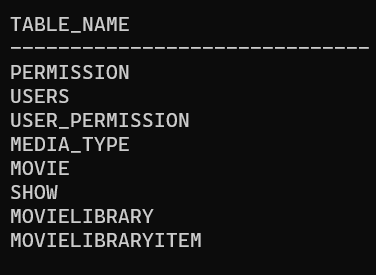 TABLE_NAME
------------------------------
PERMISSION
USERS
USER_PERMISSION
MEDIA_TYPE
MOVIE
SHOW
MOVIELIBRARY
MOVIELIBRARYITEM